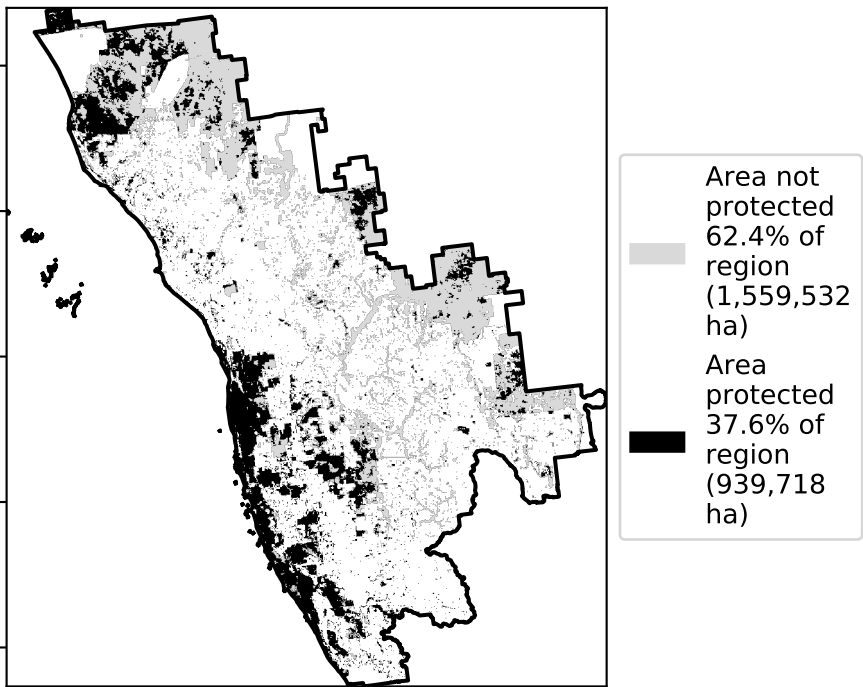 Area not
protected
62.4% of
region
(1,559,532
ha)
Area
protected
37.6% of
region
(939,718
ha)